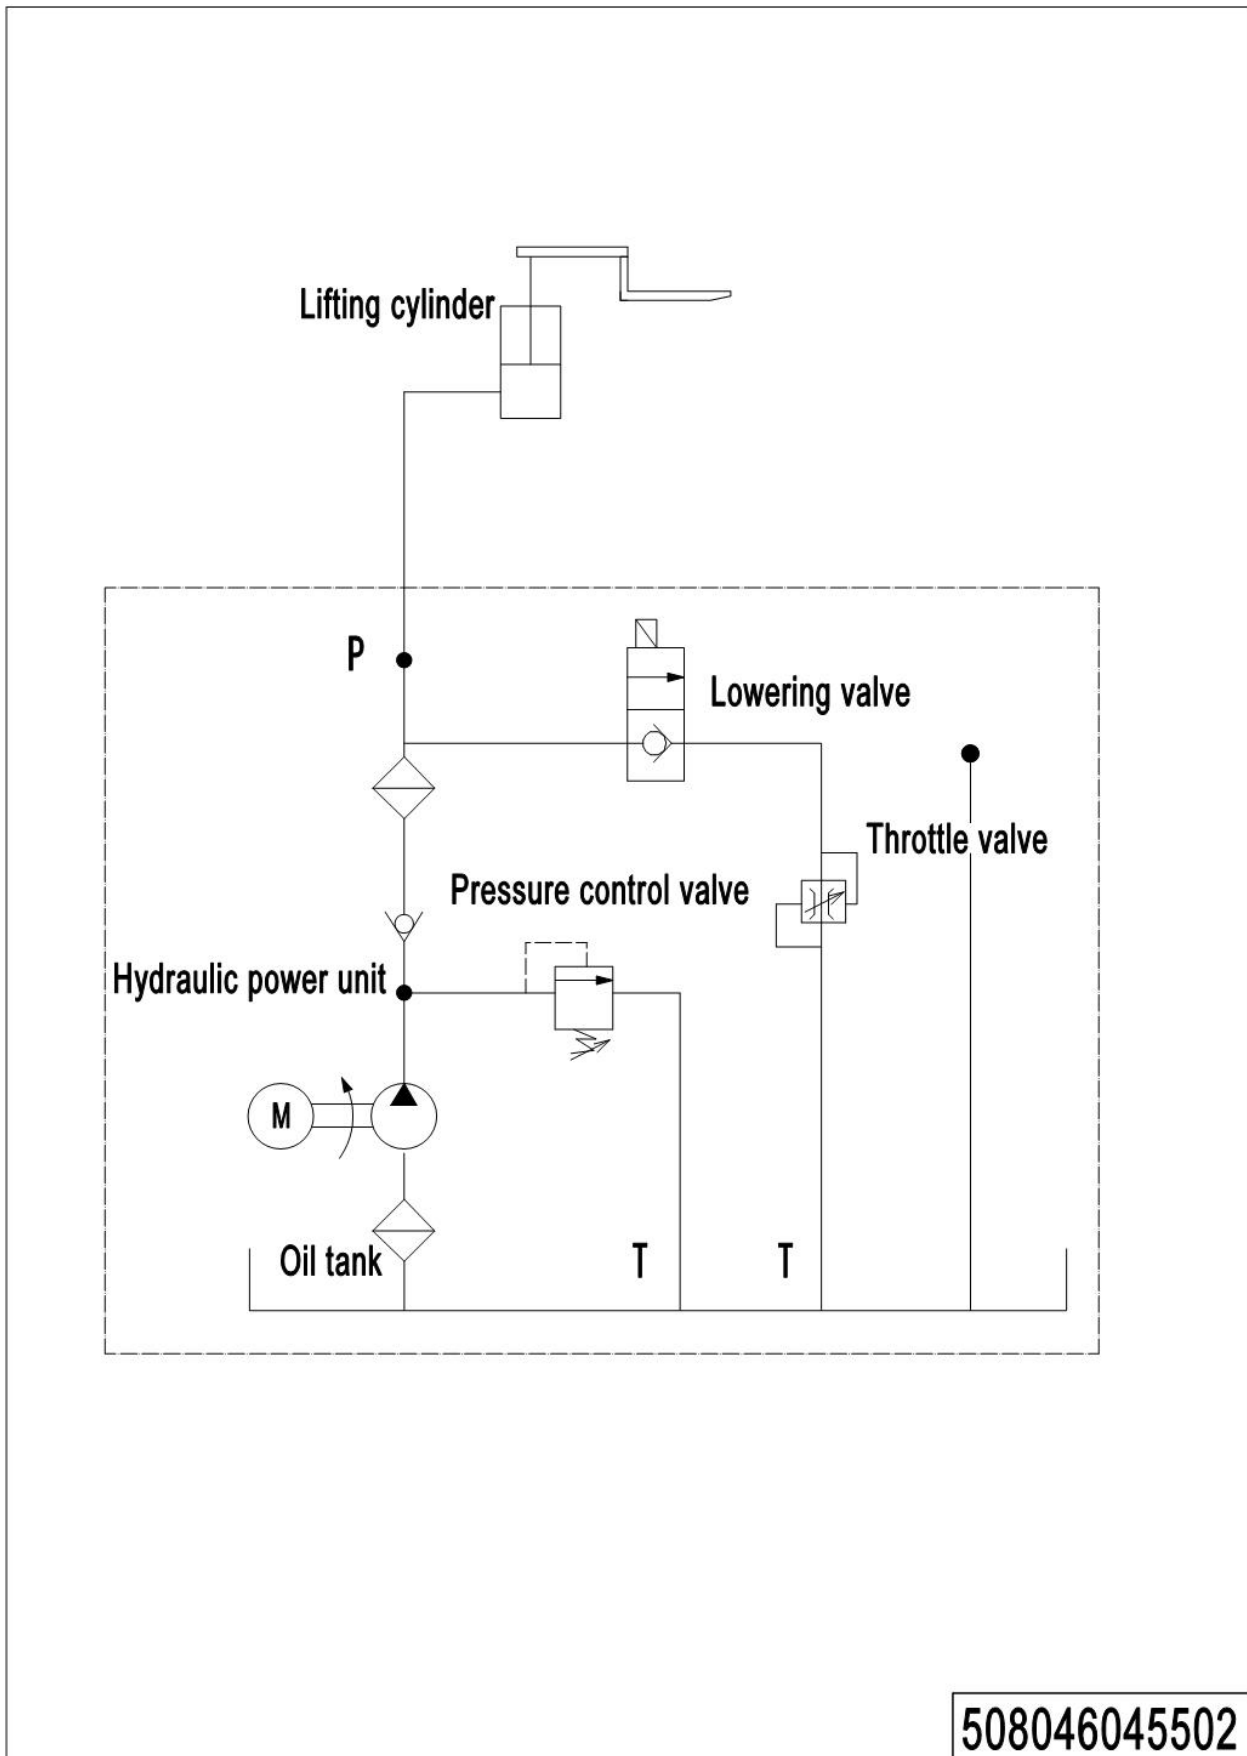 Lifting cylinder
P
Lowering valve
Throttle valve
Pressure control valve
Hydraulic power unit
M
Oil tank
T
T
508046045502